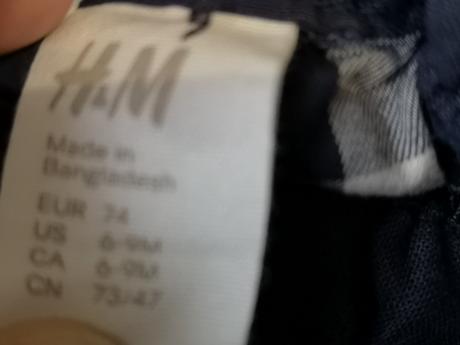 H&M
Made in
Bangladesh
EUR 74
US 6-9M
CA 6-9M
CN 73/47